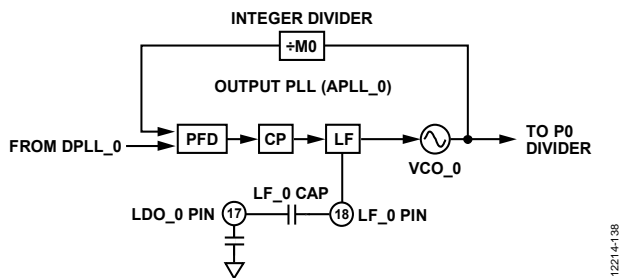 INTEGER DIVIDER
÷M0
OUTPUT PLL (APLL_0)
FROM DPLL_0
PFD
CP
LF
VCO_0
TO P0
DIVIDER
LF_0 CAP
LDO_0 PIN
17
18
LF_0 PIN
12214-138